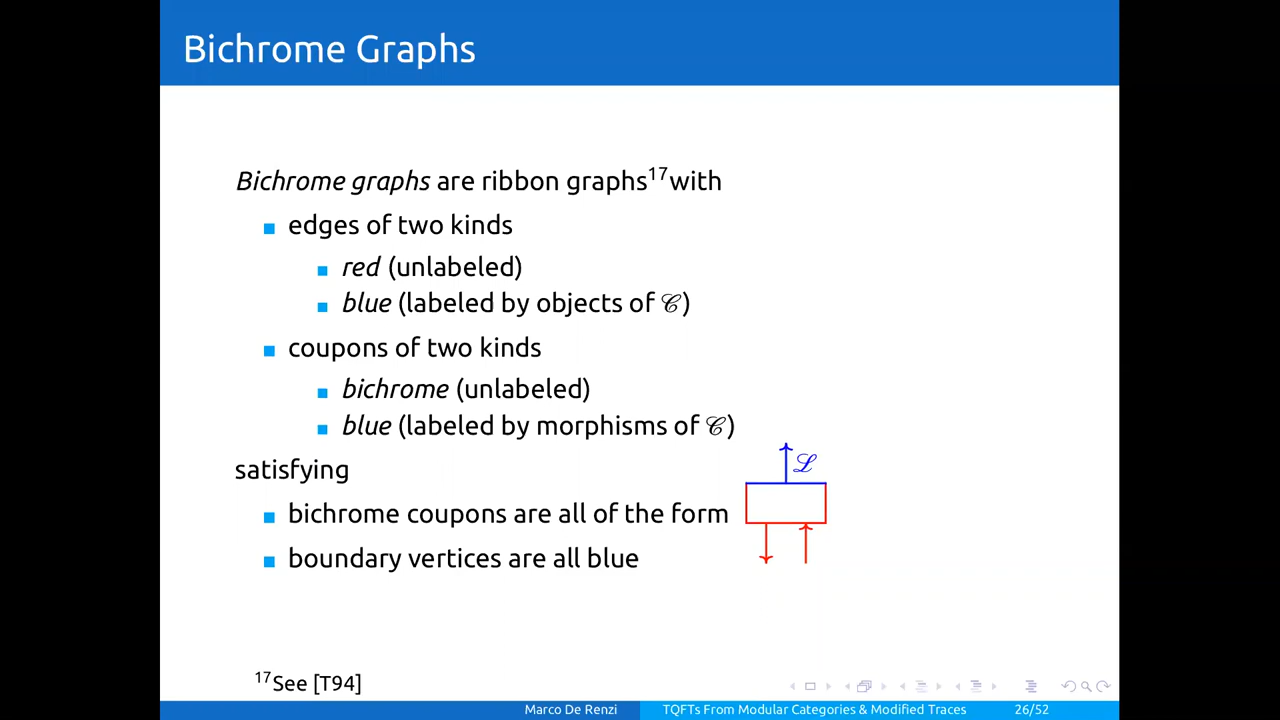 Bichrome Graphs
Bichrome graphs are ribbon graphs¹⁷with
edges of two kinds
red (unlabeled)
blue (labeled by objects of 𝒞)
coupons of two kinds
bichrome (unlabeled)
blue (labeled by morphisms of 𝒞)
satisfying
ℒ
bichrome coupons are all of the form
boundary vertices are all blue
¹⁷See [T94]
Marco De Renzi TQFTs From Modular Categories & Modified Traces 26/52